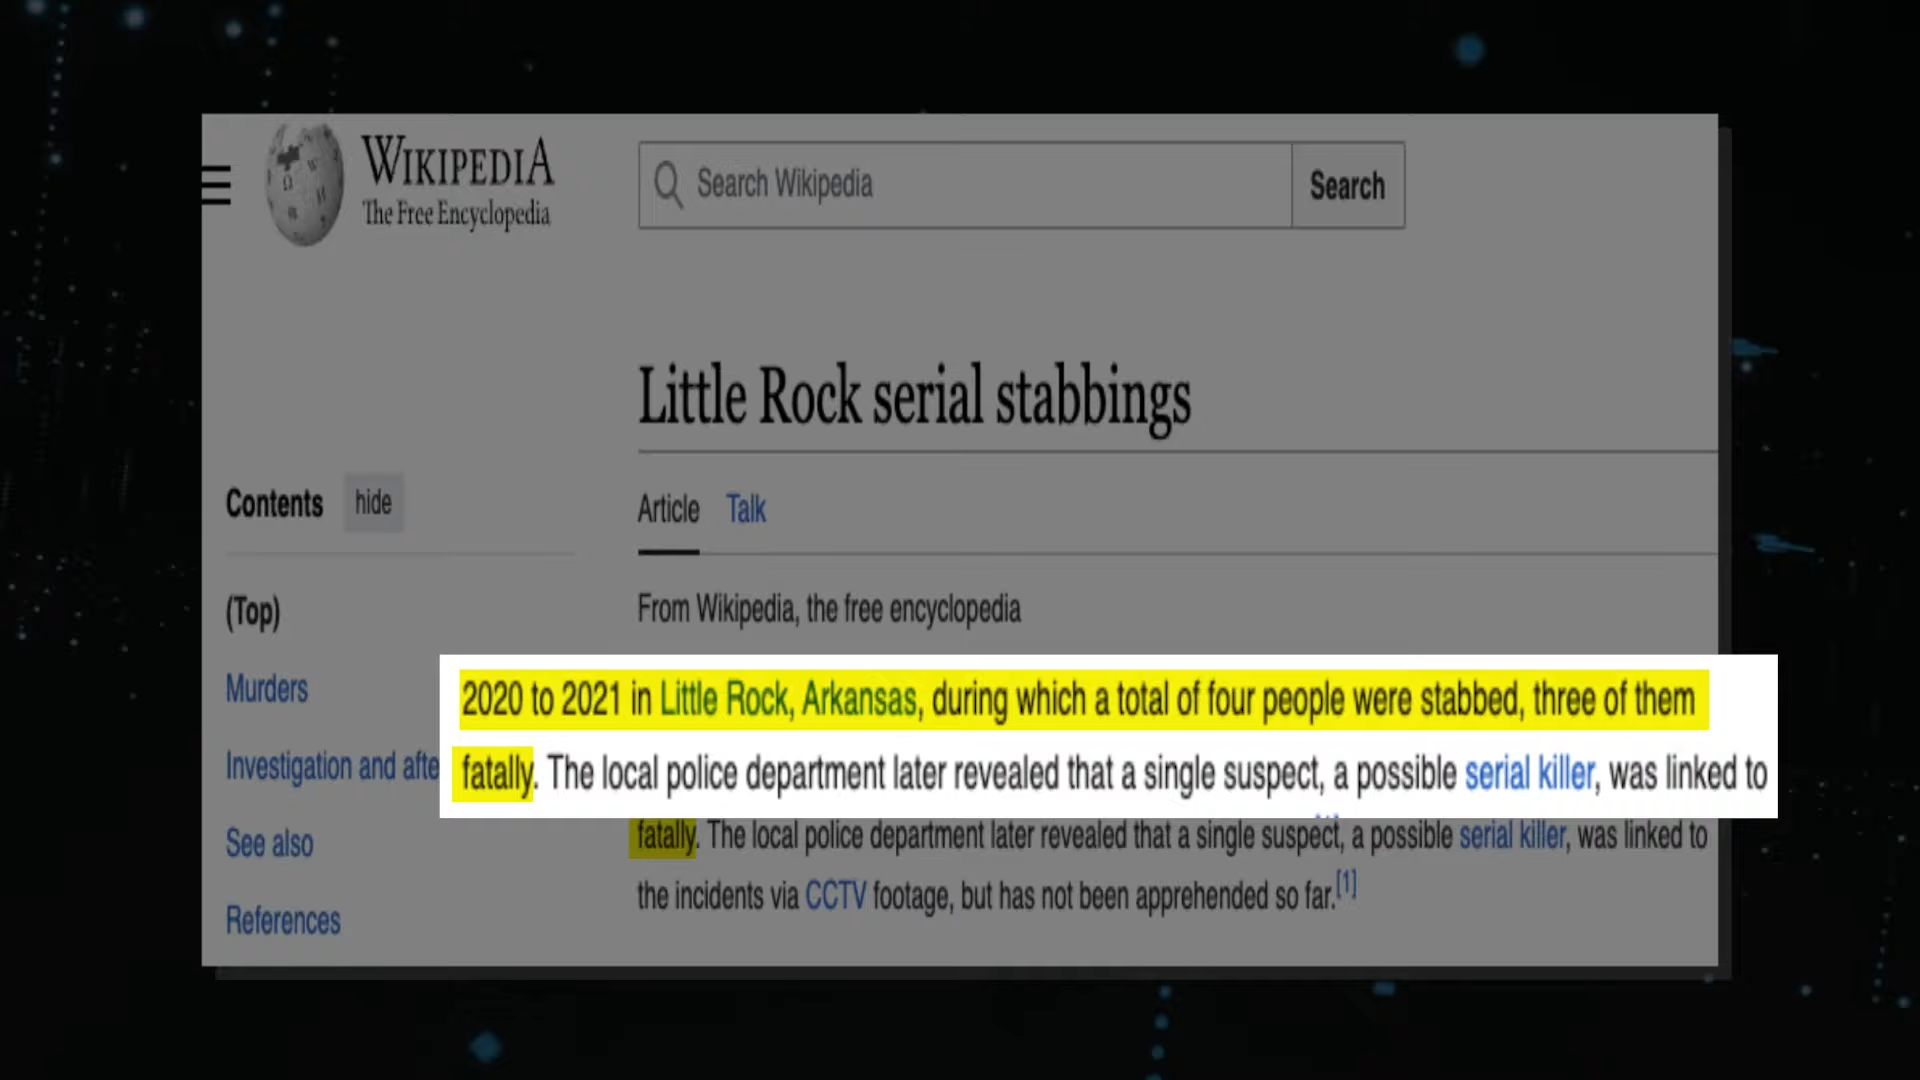 WIKIPEDIA
The Free Encyclopedia
Search Wikipedia
Search
Little Rock serial stabbings
Contents hide
Article Talk
(Top)
From Wikipedia, the free encyclopedia
Murders
2020 to 2021 in Little Rock, Arkansas, during which a total of four people were stabbed, three of them
Investigation and afte
fatally. The local police department later revealed that a single suspect, a possible serial killer, was linked to
See also
fatally. The local police department later revealed that a single suspect, a possible serial killer, was linked to
the incidents via CCTV footage, but has not been apprehended so far.[1]
References